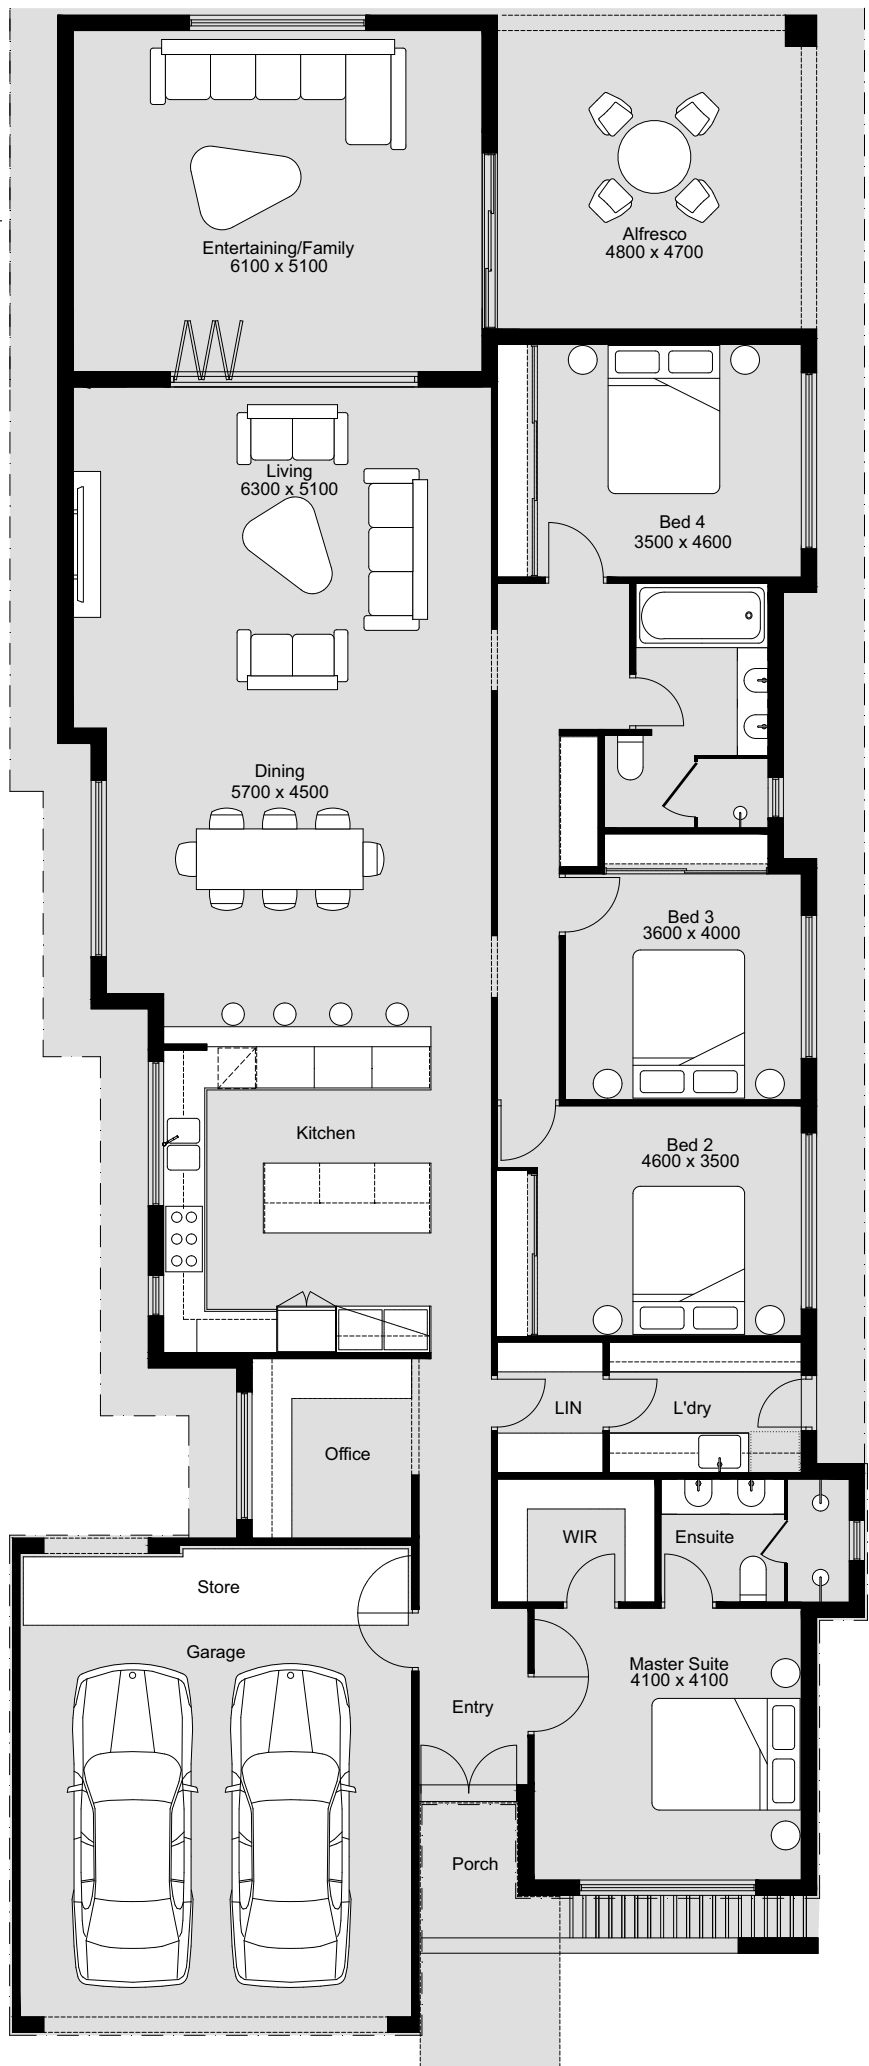 Entertaining/Family
6100 x 5100
Alfresco
4800 x 4700
Living
6300 x 5100
Bed 4
3500 x 4600
Dining
5700 x 4500
Bed 3
3600 x 4000
Kitchen
Bed 2
4600 x 3500
LIN
L'dry
Office
WIR
Ensuite
Store
Garage
Master Suite
4100 x 4100
Entry
Porch